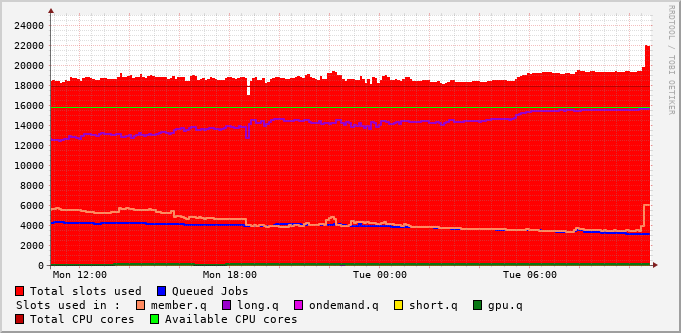 24000
22000
20000
18000
16000
14000
12000
10000
8000
6000
4000
2000
0
Mon 12:00 Mon 18:00 Tue 00:00 Tue 06:00
Total slots used Queued Jobs
Slots used in : member.q long.q ondemand.q short.q gpu.q
Total CPU cores Available CPU cores
RRDTOOL / TOBI OETIKER